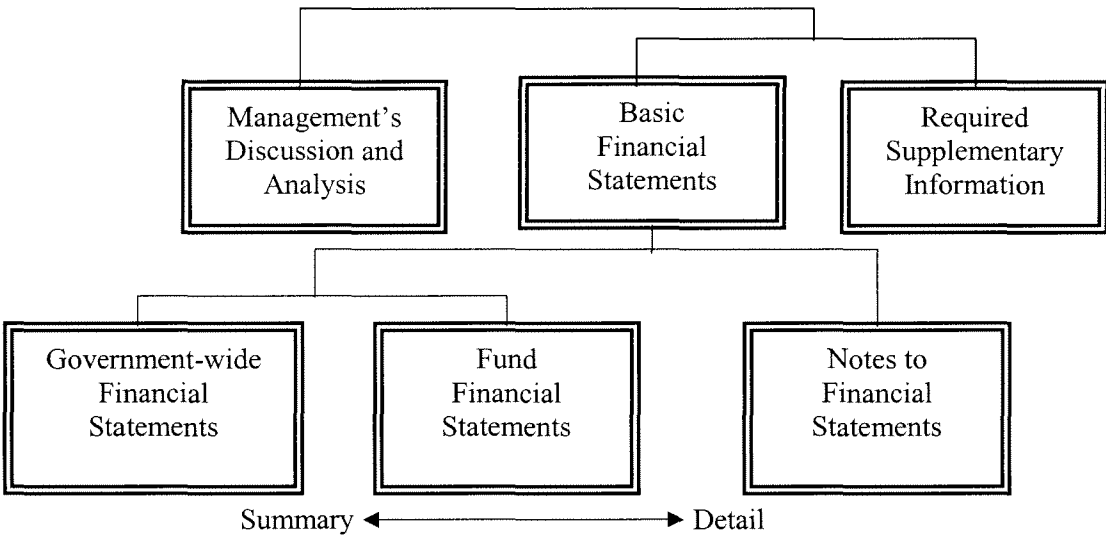 Management's
Discussion and
Analysis
Basic
Financial
Statements
Required
Supplementary
Information
Government-wide
Financial
Statements
Fund
Financial
Statements
Notes to
Financial
Statements
Summary
Detail